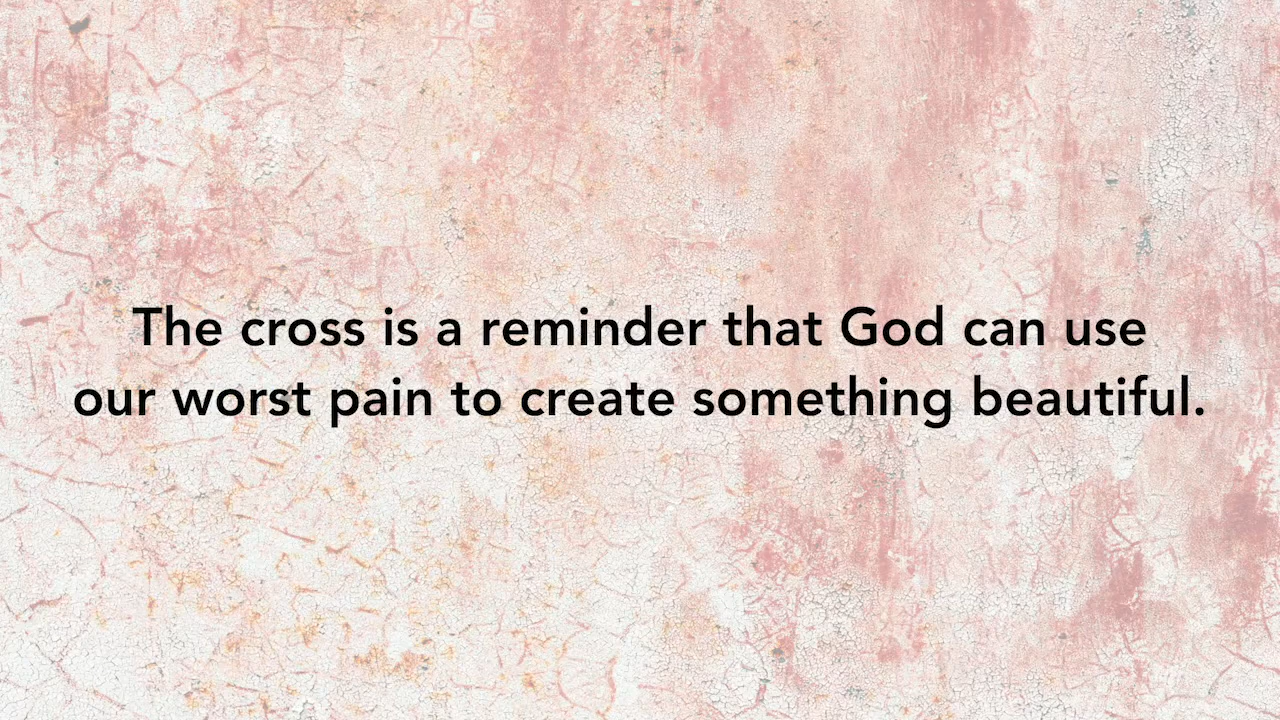 The cross is a reminder that God can use
our worst pain to create something beautiful.